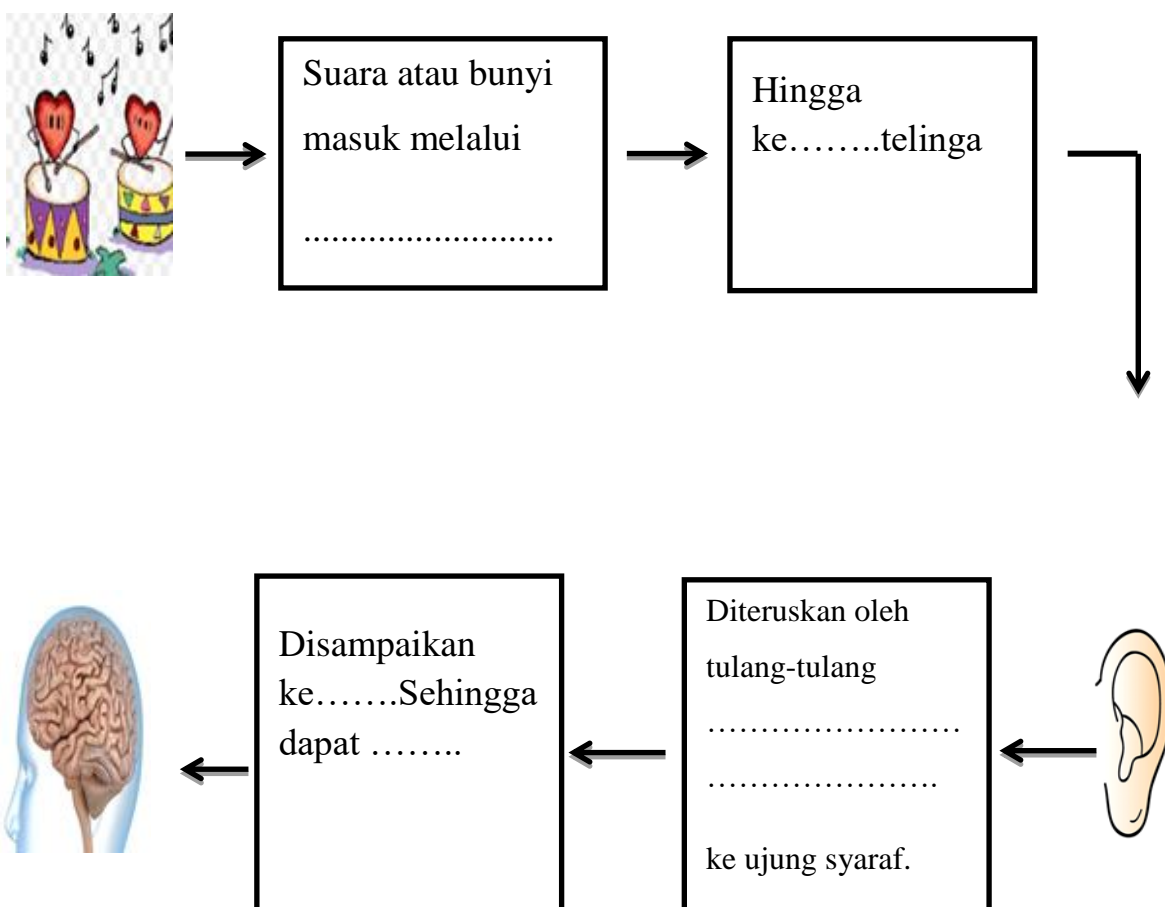 Suara atau bunyi
masuk melalui
...........................
Hingga
ke……..telinga
Diteruskan oleh
tulang-tulang
……………………
………………….
ke ujung syaraf.
Disampaikan
ke…….Sehingga
dapat ……..